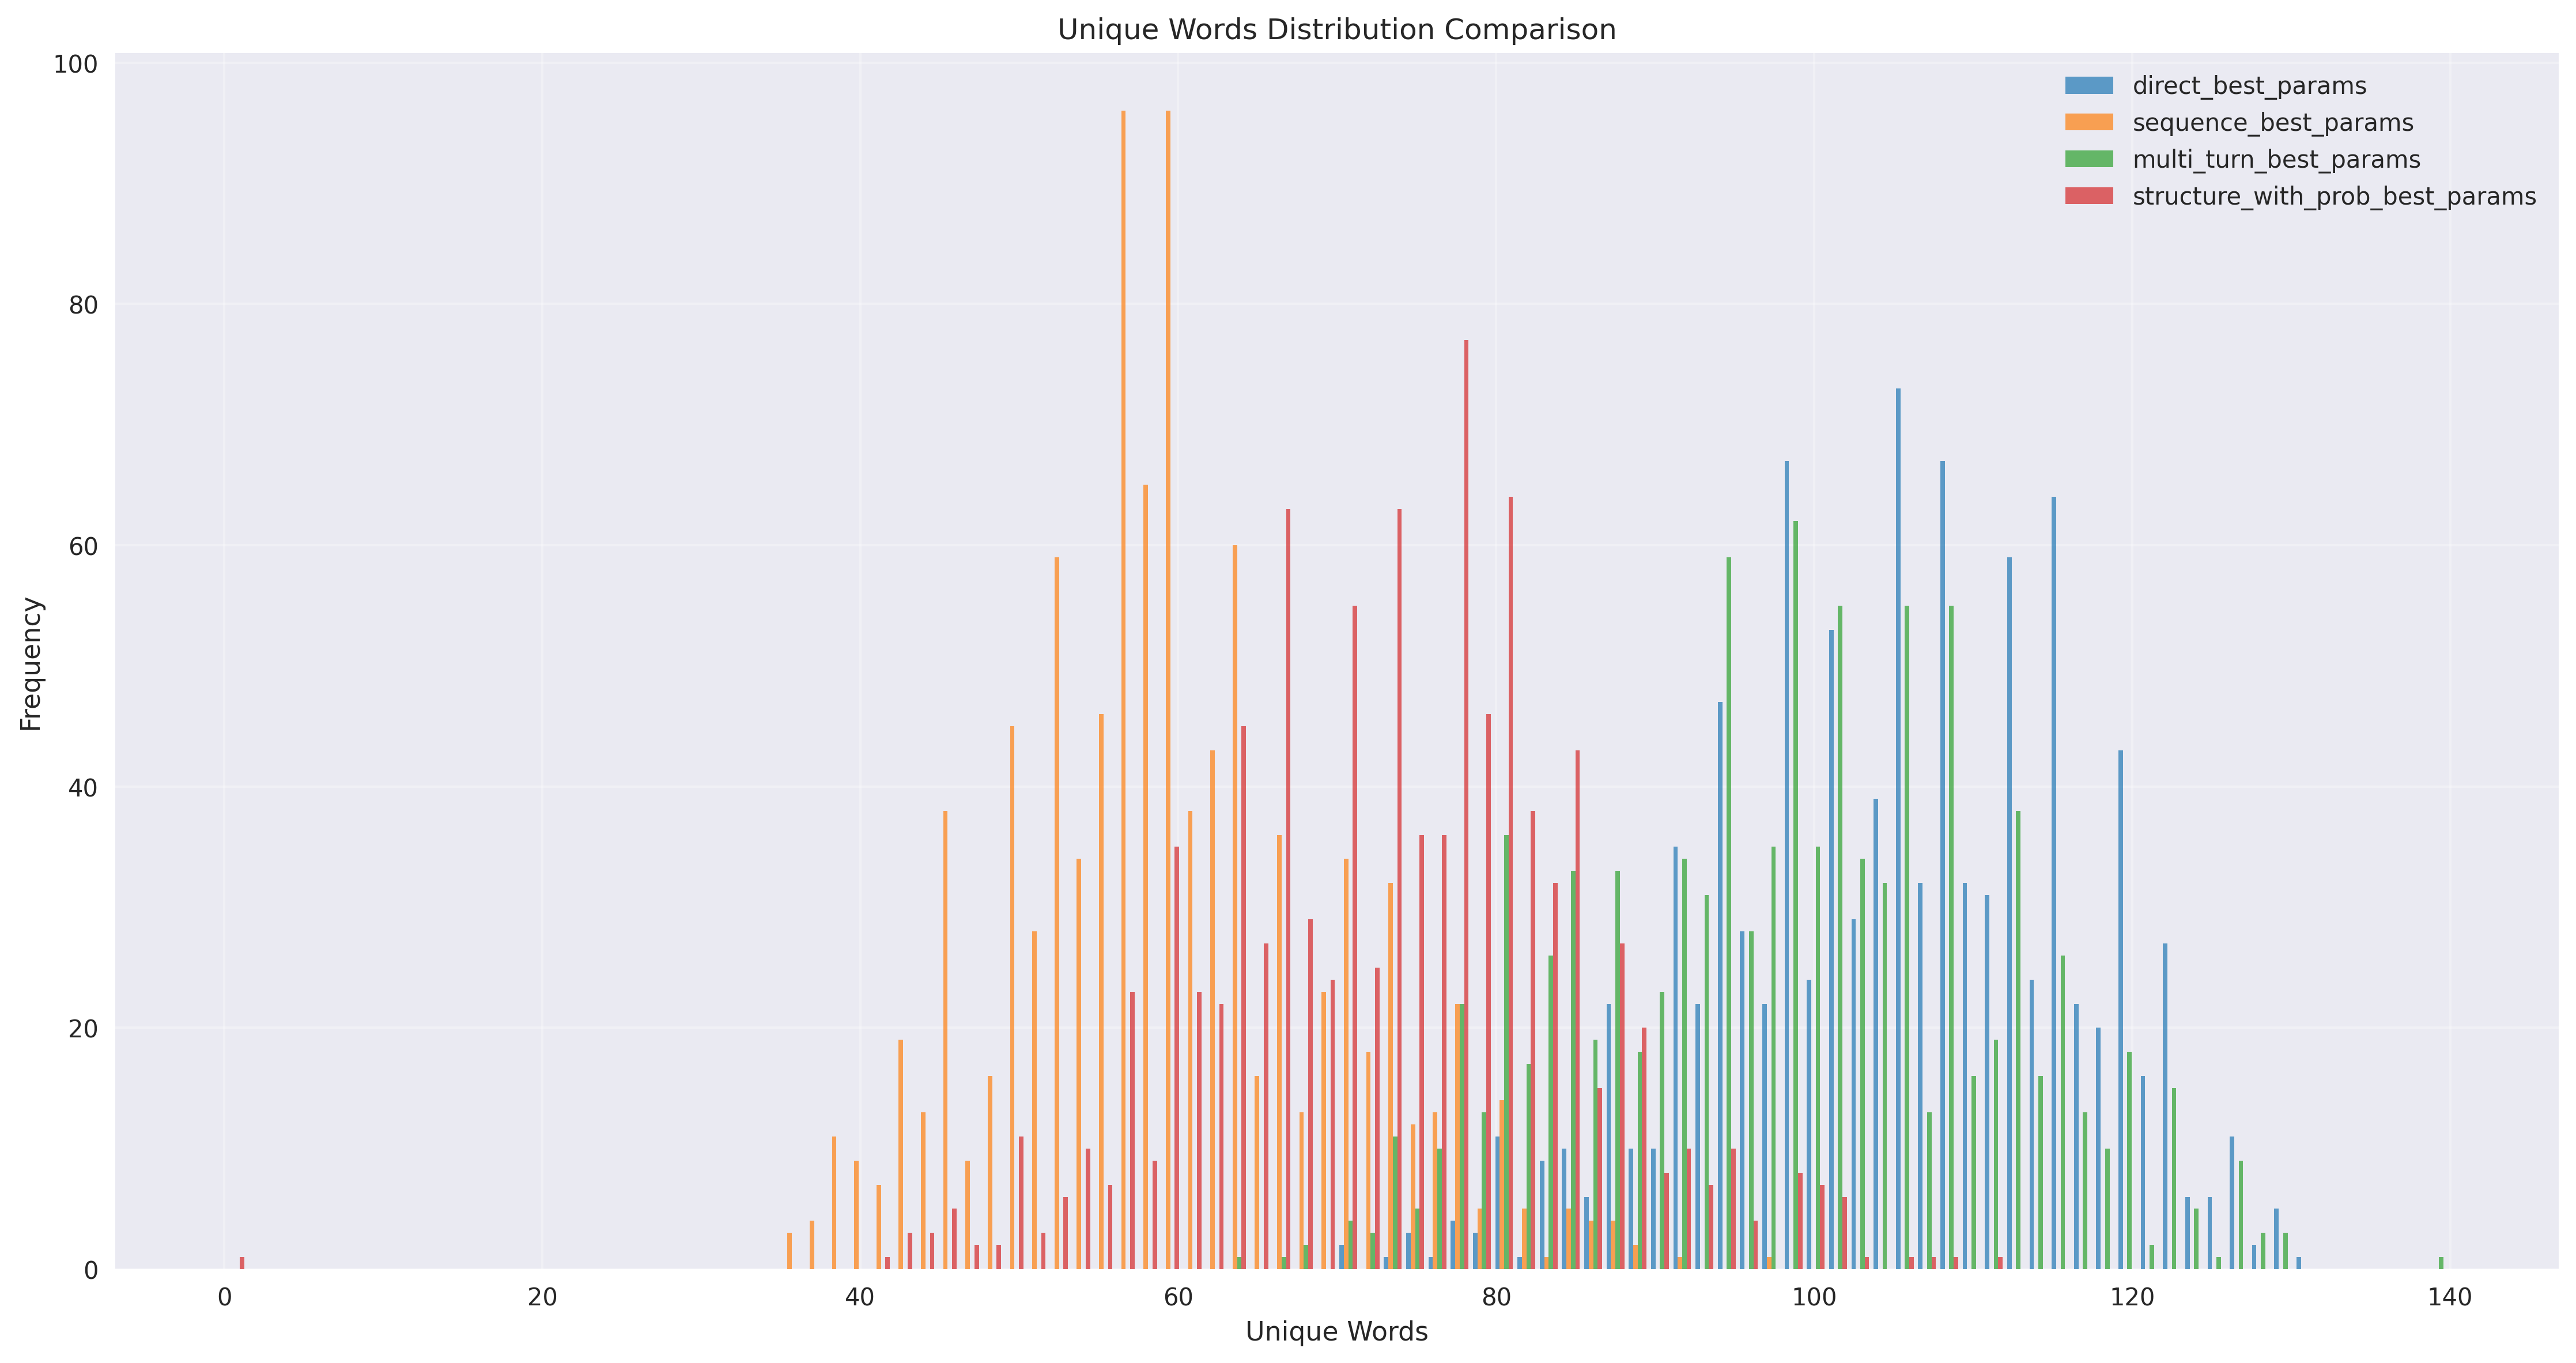 Unique Words Distribution Comparison
direct_best_params
sequence_best_params
multi_turn_best_params
structure_with_prob_best_params
Frequency
100
80
60
40
20
0
0 20 40 60 80 100 120 140
Unique Words